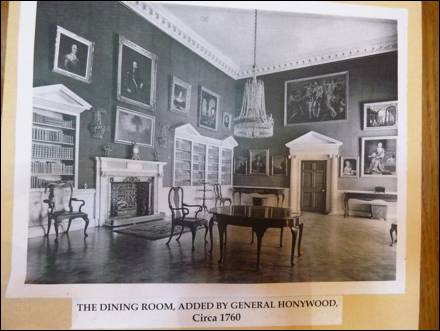 THE DINING ROOM, ADDED BY GENERAL HONYWOOD,
Circa 1760